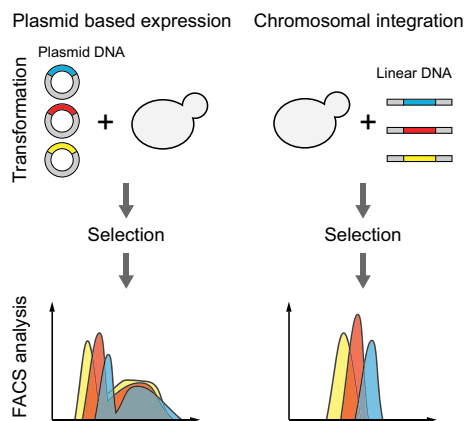 Plasmid based expression
Chromosomal integration
Transformation
Plasmid DNA
+
+
Linear DNA
Selection
Selection
FACS analysis